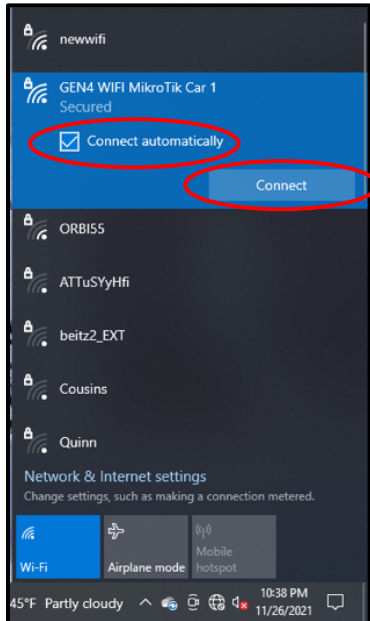 newwifi
GEN4 WIFI MikroTik Car 1
Secured
Connect automatically
Connect
ORBI55
ATTuSYyHfi
beitz2_EXT
Cousins
Quinn
Network & Internet settings
Change settings, such as making a connection metered.
Wi-Fi
Airplane mode
Mobile
hotspot
45°F Partly cloudy
10:38 PM
11/26/2021